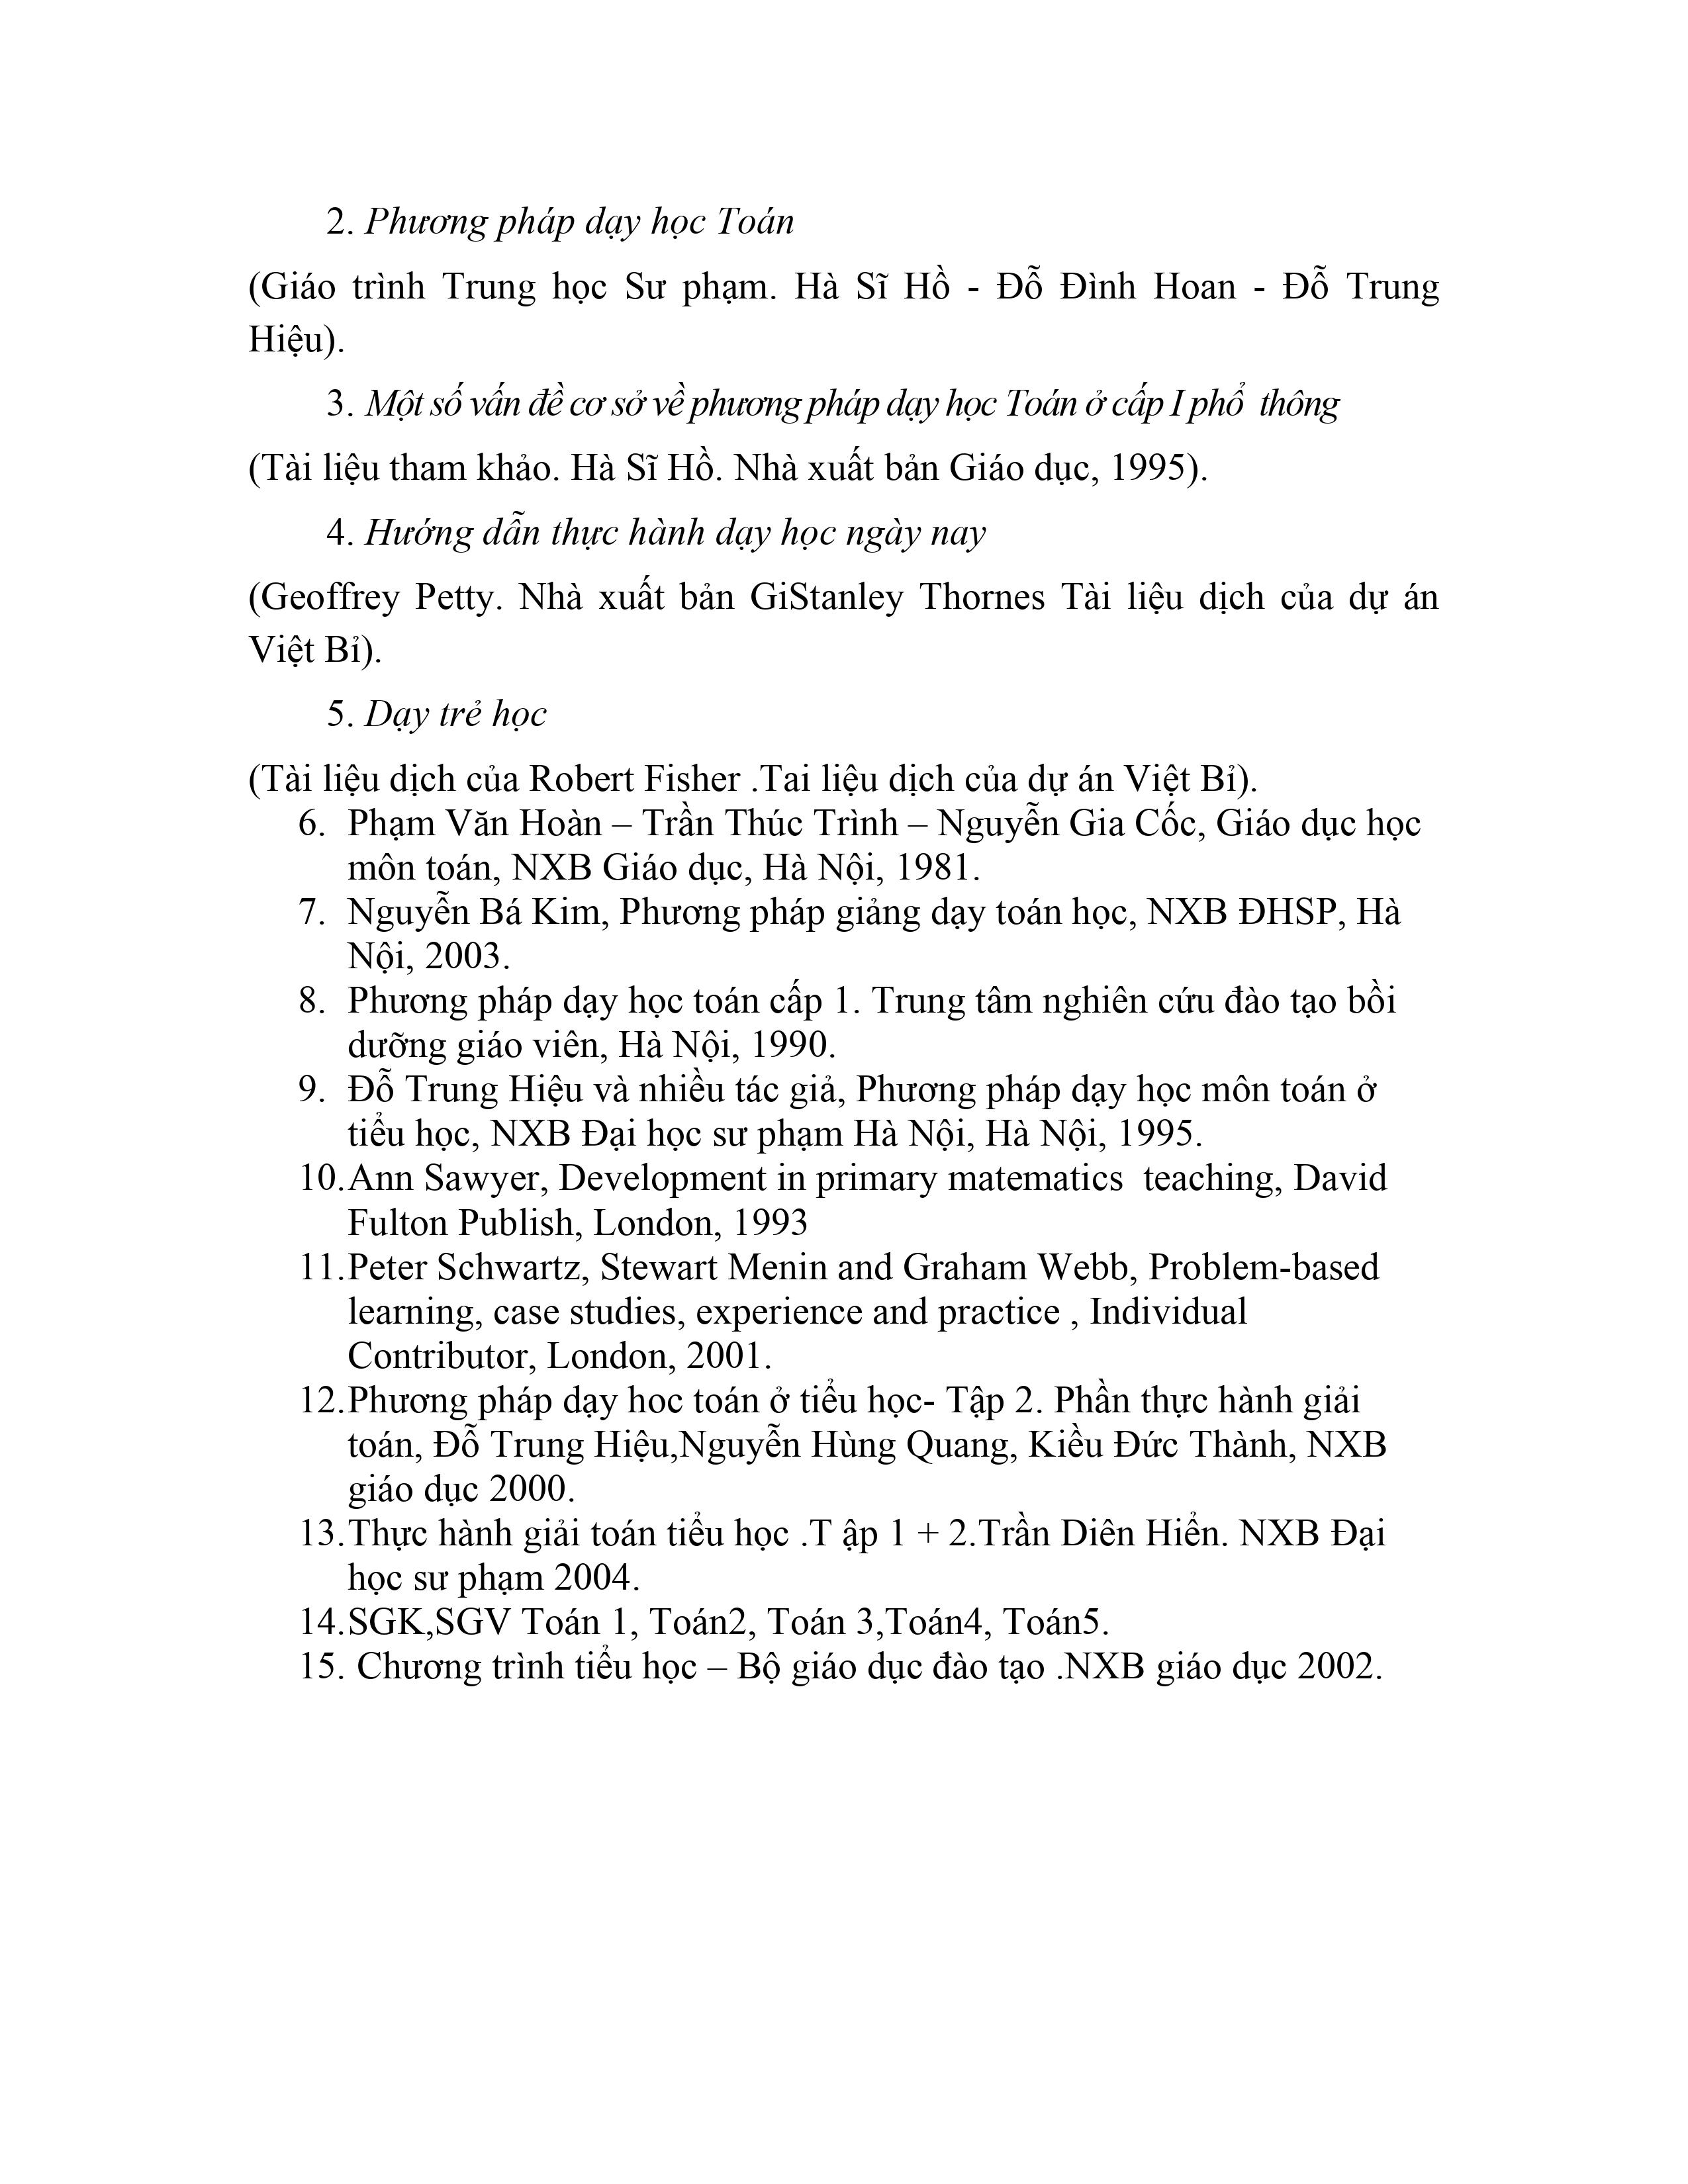 2. Phương pháp dạy học Toán
(Giáo trình Trung học Sư phạm. Hà Sĩ Hồ - Đỗ Đình Hoan - Đỗ Trung
Hiệu).
3. Một số vấn đề cơ sở về phương pháp dạy học Toán ở cấp I phổ thông
(Tài liệu tham khảo. Hà Sĩ Hồ. Nhà xuất bản Giáo dục, 1995).
4. Hướng dẫn thực hành dạy học ngày nay
(Geoffrey Petty. Nhà xuất bản GiStanley Thornes Tài liệu dịch của dự án
Việt Bỉ).
5. Dạy trẻ học
(Tài liệu dịch của Robert Fisher .Tai liệu dịch của dự án Việt Bỉ).
6. Phạm Văn Hoàn – Trần Thúc Trình – Nguyễn Gia Cốc, Giáo dục học
môn toán, NXB Giáo dục, Hà Nội, 1981.
7. Nguyễn Bá Kim, Phương pháp giảng dạy toán học, NXB ĐHSP, Hà
Nội, 2003.
8. Phương pháp dạy học toán cấp 1. Trung tâm nghiên cứu đào tạo bồi
dưỡng giáo viên, Hà Nội, 1990.
9. Đỗ Trung Hiệu và nhiều tác giả, Phương pháp dạy học môn toán ở
tiểu học, NXB Đại học sư phạm Hà Nội, Hà Nội, 1995.
10.Ann Sawyer, Development in primary matematics  teaching, David
Fulton Publish, London, 1993
11.Peter Schwartz, Stewart Menin and Graham Webb, Problem-based
learning, case studies, experience and practice , Individual
Contributor, London, 2001.
12.Phương pháp dạy hoc toán ở tiểu học- Tập 2. Phần thực hành giải
toán, Đỗ Trung Hiệu,Nguyễn Hùng Quang, Kiều Đức Thành, NXB
giáo dục 2000.
13.Thực hành giải toán tiểu học .T ập 1 + 2.Trần Diên Hiển. NXB Đại
học sư phạm 2004.
14.SGK,SGV Toán 1, Toán2, Toán 3,Toán4, Toán5.
15. Chương trình tiểu học – Bộ giáo dục đào tạo .NXB giáo dục 2002.